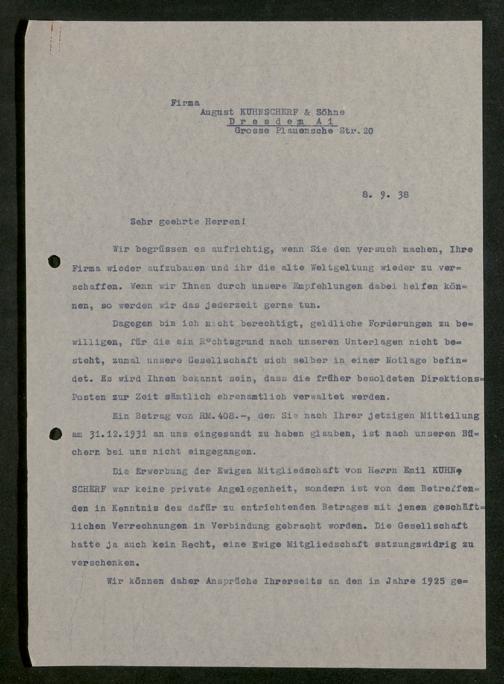 Firma
August KUHNSCHERF & Söhne
D r e s d e n A 1
Grosse Plauensche Str. 20
8. 9. 38
Sehr geehrte Herren!
Wir begrüssen es aufrichtig, wenn Sie den Versuch machen, Ihre
Firma wieder aufzubauen und ihr die alte Weltgeltung wieder zu ver=
schaffen. Wenn wir Ihnen durch unsere Empfehlungen dabei helfen kön=
nen, so werden wir das jederzeit gerne tun.
Dagegen bin ich nicht berechtigt, geldliche Forderungen zu be=
willigen, für die ein Rechtsgrund nach unseren Unterlagen nicht be=
steht, zumal unsere Gesellschaft sich selber in einer Notlage befin=
det. Es wird Ihnen bekannt sein, dass die früher besoldeten Direktions=
Posten zur Zeit sämtlich ehrenamtlich verwaltet werden.
Ein Betrag von RM.408.-, den Sie nach Ihrer jetzigen Mitteilung
am 31.12.1931 an uns eingesandt zu haben glauben, ist nach unseren Bü=
chern bei uns nicht eingegangen.
Die Erwerbung der Ewigen Mitgliedschaft von Herrn Emil KUHN=
SCHERF war keine private Angelegenheit, sondern ist von dem Betreffen=
den in Kenntnis des dafür zu entrichtenden Betrages mit jenen geschäft=
lichen Verrechnungen in Verbindung gebracht worden. Die Gesellschaft
hatte ja auch kein Recht, eine Ewige Mitgliedschaft satzungswidrig zu
verschenken.
Wir können daher Ansprüche Ihrerseits an den in Jahre 1925 ge=